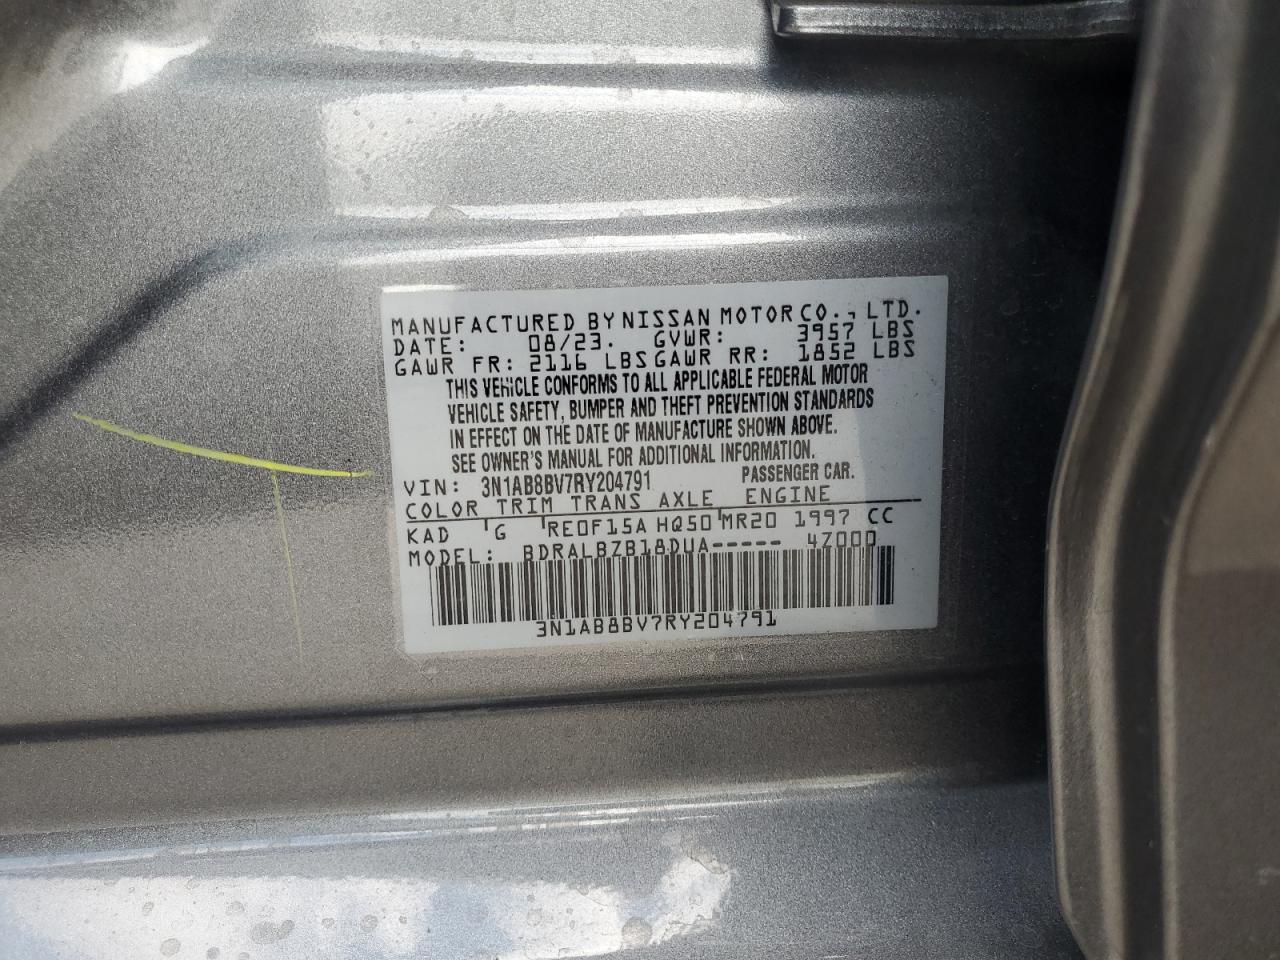 MANUFACTURED BY NISSAN MOTOR CO., LTD.
DATE: 08/23. GVWR: 3957 LBS
GAWR FR: 2116 LBS GAWR RR: 1852 LBS
THIS VEHICLE CONFORMS TO ALL APPLICABLE FEDERAL MOTOR
VEHICLE SAFETY, BUMPER AND THEFT PREVENTION STANDARDS
IN EFFECT ON THE DATE OF MANUFACTURE SHOWN ABOVE.
SEE OWNER'S MANUAL FOR ADDITIONAL INFORMATION.
VIN: 3N1AB8BV7RY204791 PASSENGER CAR.
COLOR TRIM TRANS AXLE ENGINE
KAD G RE0F15A HQ50 MR20 1997 CC
MODEL: BDRALBZB18DUA----- 4Z000
3N1AB8BV7RY204791